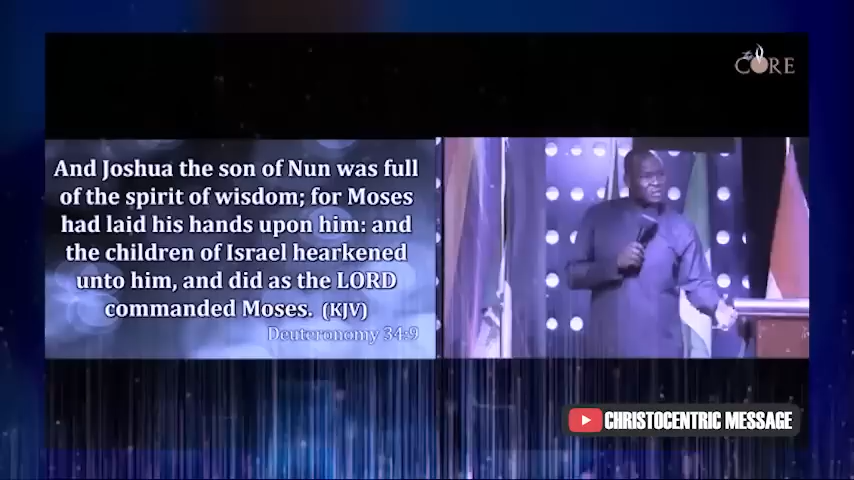 And Joshua the son of Nun was full
of the spirit of wisdom; for Moses
had laid his hands upon him: and
the children of Israel hearkened
unto him, and did as the LORD
commanded Moses. (KJV)
Deuteronomy 34:9
CORE
CHRISTOCENTRIC MESSAGE